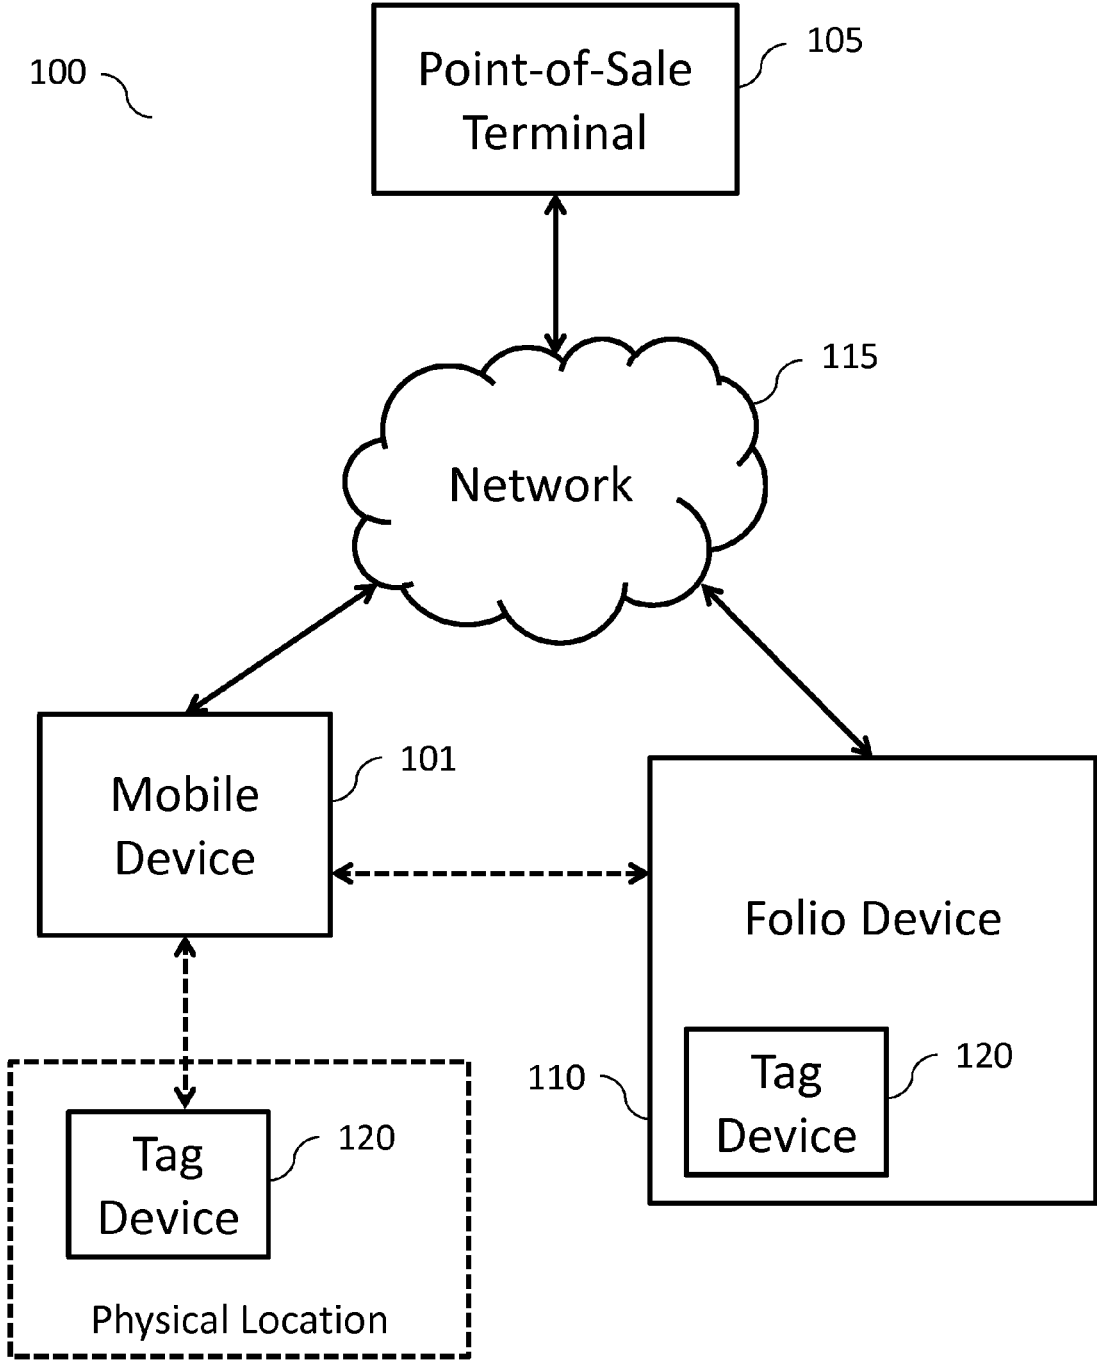 100
Point-of-Sale
Terminal
105
115
Network
101
Mobile
Device
Folio Device
110
Tag
Device
120
Tag
Device
120
Physical Location